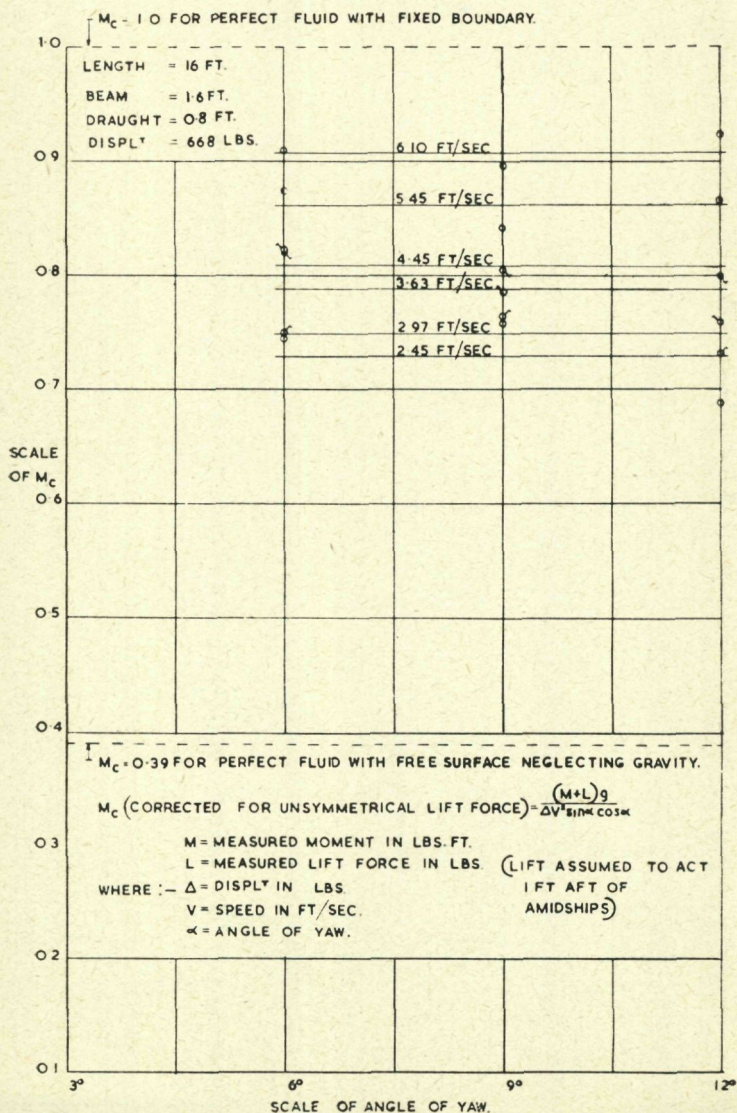 M_c - 1·0 FOR PERFECT FLUID WITH FIXED BOUNDARY.
1·0
LENGTH = 16 FT.
BEAM = 1·6 FT.
DRAUGHT = 0·8 FT.
DISPLᵀ = 668 LBS.
0·9
6·10 FT/SEC
5·45 FT/SEC
4·45 FT/SEC
0·8
3·63 FT/SEC.
2·97 FT/SEC
2·45 FT/SEC
0·7
SCALE
OF M_c
0·6
0·5
0·4
M_c = 0·39 FOR PERFECT FLUID WITH FREE SURFACE NEGLECTING GRAVITY.
M_c (CORRECTED FOR UNSYMMETRICAL LIFT FORCE) = (M+L)g / ΔV² sin∝ cos∝
0·3
M = MEASURED MOMENT IN LBS. FT.
L = MEASURED LIFT FORCE IN LBS. (LIFT ASSUMED TO ACT
WHERE :- Δ = DISPLᵀ IN LBS. 1 FT AFT OF
V = SPEED IN FT/SEC. AMIDSHIPS)
∝ = ANGLE OF YAW.
0·2
0·1
3° 6° 9° 12°
SCALE OF ANGLE OF YAW.